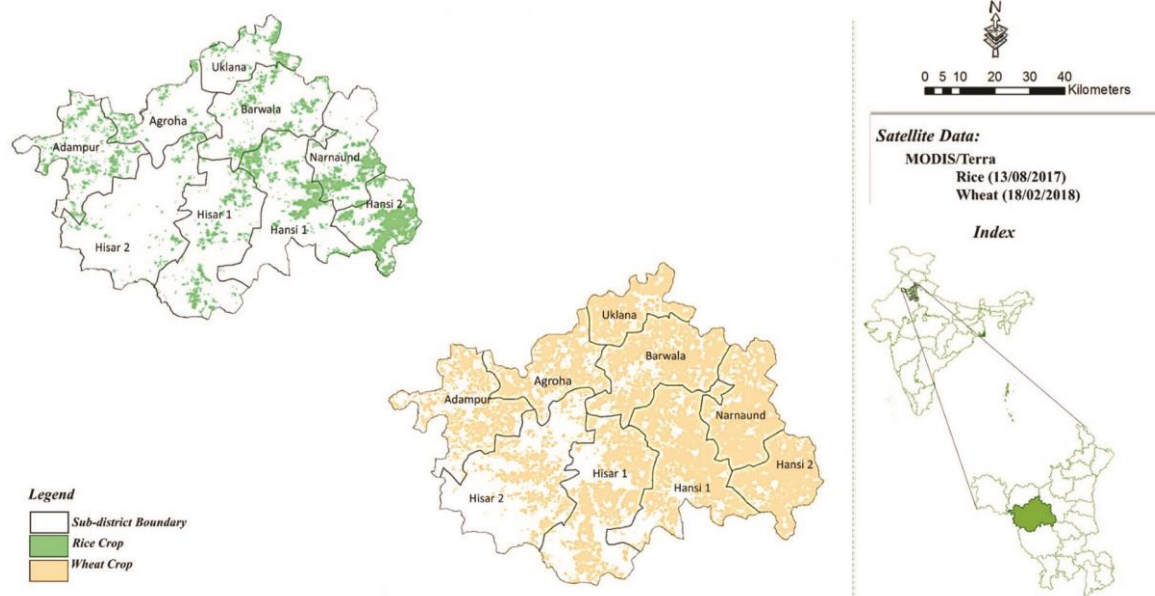 Uklana
Barwala
Agroha
Adampur
Narnaund
Hansi 2
Hisar 1
Hansi 1
Hisar 2
Uklana
Barwala
Agroha
Adampur
Narnaund
Hansi 2
Hisar 1
Hansi 1
Hisar 2
Legend
Sub-district Boundary
Rice Crop
Wheat Crop
N
0 5 10 20 30 40
Kilometers
Satellite Data:
MODIS/Terra
Rice (13/08/2017)
Wheat (18/02/2018)
Index